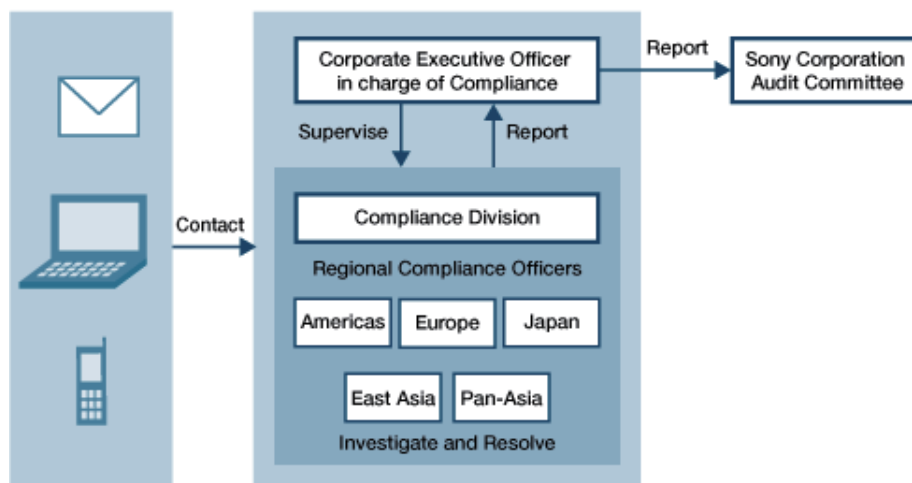 Corporate Executive Officer
in charge of Compliance
Report
Sony Corporation
Audit Committee
Supervise
Report
Contact
Compliance Division
Regional Compliance Officers
Americas
Europe
Japan
East Asia
Pan-Asia
Investigate and Resolve